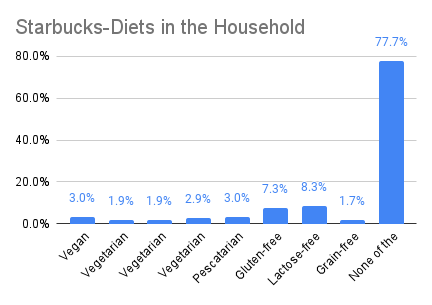 Starbucks-Diets in the Household
80.0%
60.0%
40.0%
20.0%
0.0%
3.0%
1.9%
1.9%
2.9%
3.0%
7.3%
8.3%
1.7%
77.7%
Vegan
Vegetarian
Vegetarian
Vegetarian
Pescatarian
Gluten-free
Lactose-free
Grain-free
None of the